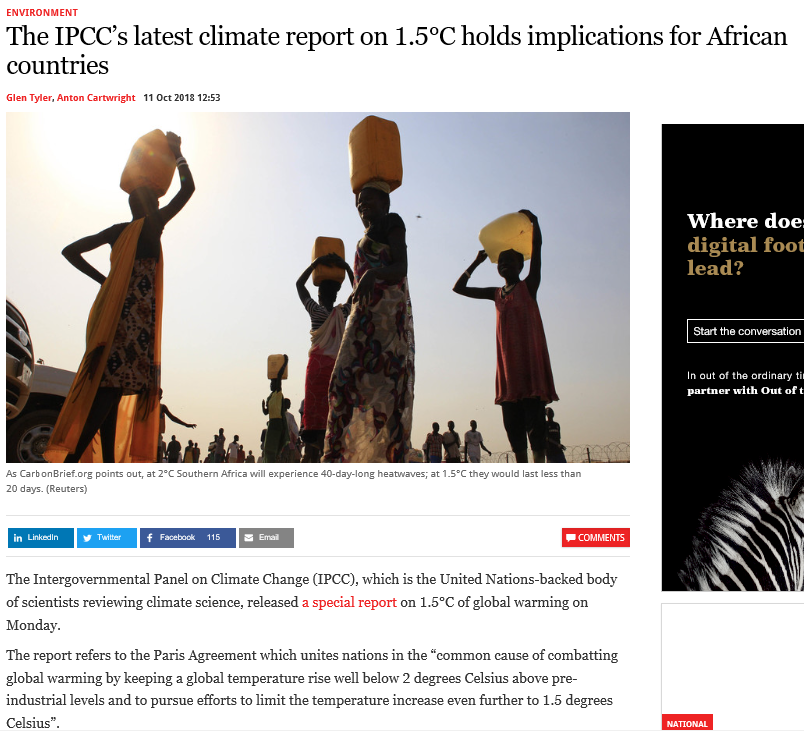 ENVIRONMENT
The IPCC's latest climate report on 1.5°C holds implications for African
countries
Glen Tyler, Anton Cartwright 11 Oct 2018 12:53
As CarbonBrief.org points out, at 2°C Southern Africa will experience 40-day-long heatwaves; at 1.5°C they would last less than
20 days. (Reuters)
LinkedIn Twitter Facebook 115 Email COMMENTS
The Intergovernmental Panel on Climate Change (IPCC), which is the United Nations-backed body
of scientists reviewing climate science, released a special report on 1.5°C of global warming on
Monday.
The report refers to the Paris Agreement which unites nations in the “common cause of combatting
global warming by keeping a global temperature rise well below 2 degrees Celsius above pre-
industrial levels and to pursue efforts to limit the temperature increase even further to 1.5 degrees
Celsius”.
Where does
digital foot
lead?
Start the conversation
In out of the ordinary ti
partner with Out of t
NATIONAL